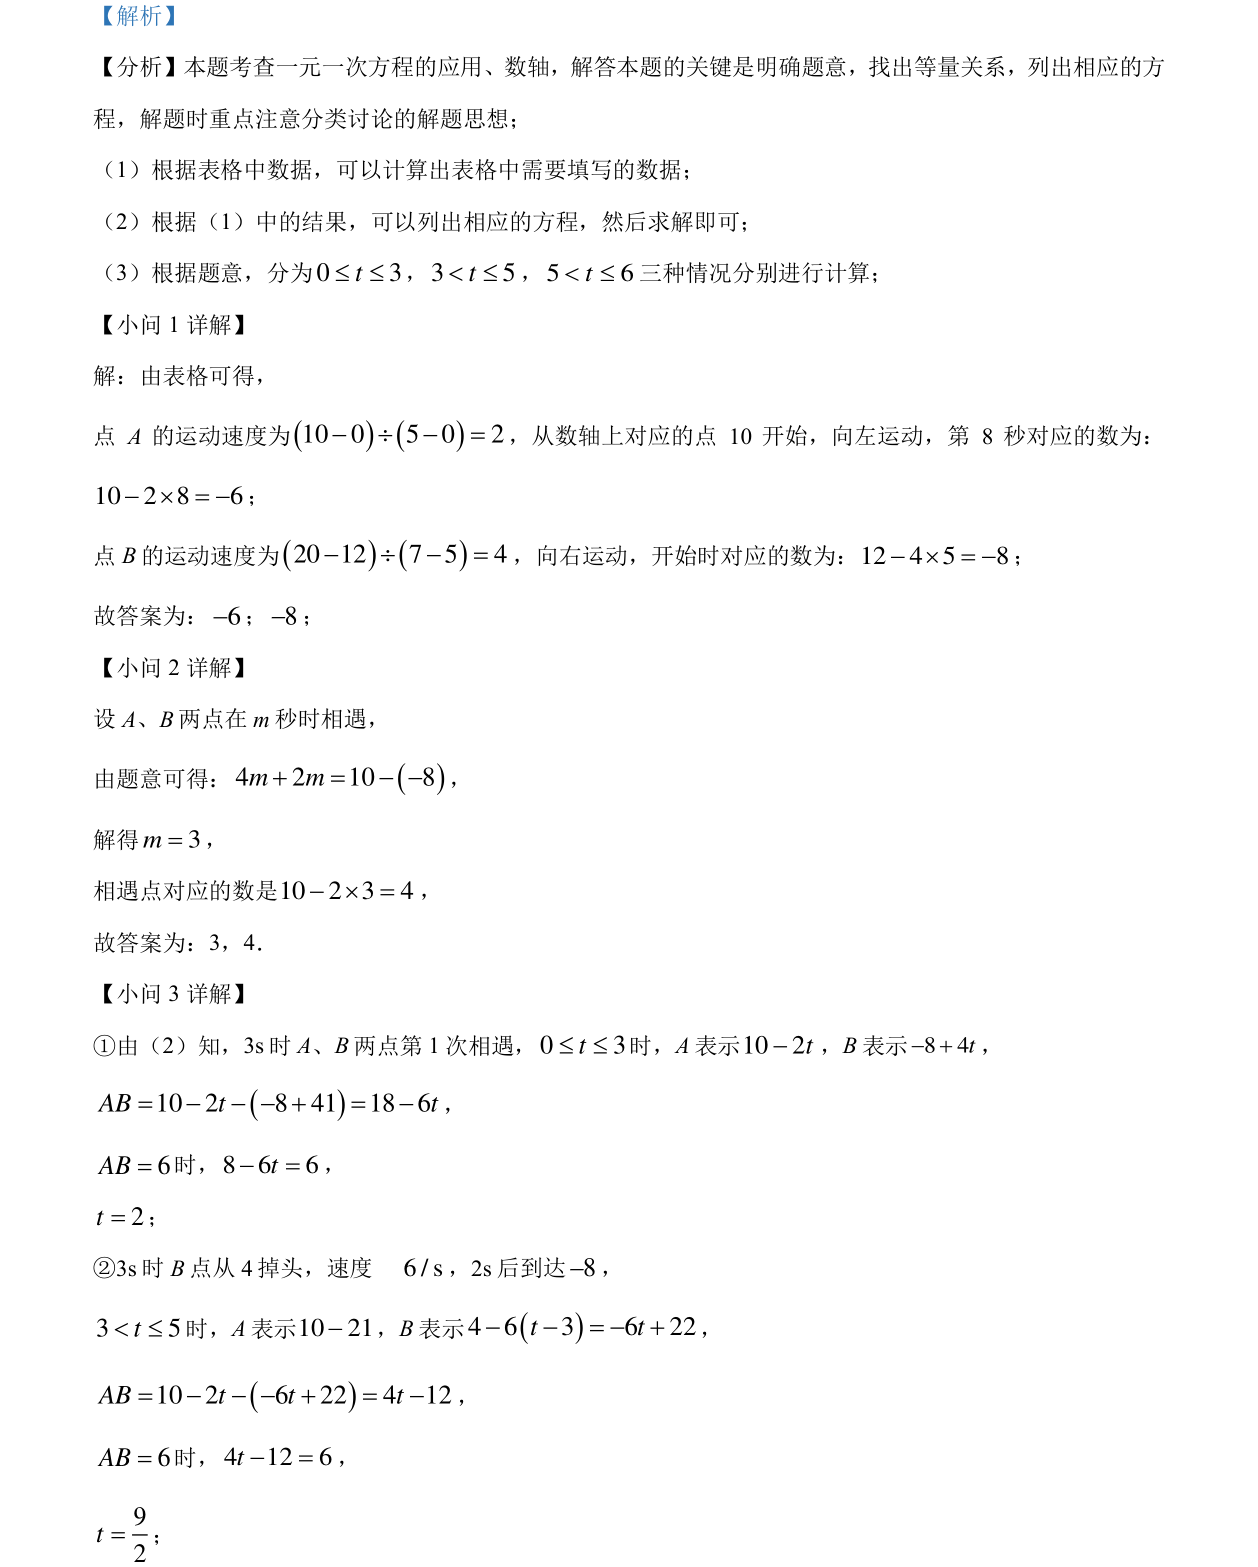 【解析】
【分析】本题考查一元一次方程的应用、数轴，解答本题的关键是明确题意，找出等量关系，列出相应的方
程，解题时重点注意分类讨论的解题思想；
（1）根据表格中数据，可以计算出表格中需要填写的数据；
（2）根据（1）中的结果，可以列出相应的方程，然后求解即可；
（3）根据题意，分为0≤t≤3，3<t≤5，5<t≤6三种情况分别进行计算；
【小问1详解】
解：由表格可得，
点 A 的运动速度为(10−0)÷(5−0)=2，从数轴上对应的点 10 开始，向左运动，第 8 秒对应的数为：
10−2×8=−6；
点 B 的运动速度为(20−12)÷(7−5)=4，向右运动，开始时对应的数为：12−4×5=−8；
故答案为：−6；−8；
【小问2详解】
设 A、B 两点在 m 秒时相遇，
由题意可得：4m+2m=10−(−8)，
解得m=3，
相遇点对应的数是10−2×3=4，
故答案为：3，4．
【小问3详解】
①由（2）知，3s时 A、B 两点第1次相遇，0≤t≤3时，A 表示10−2t，B 表示−8+4t，
AB=10−2t−(−8+41)=18−6t，
AB=6时，8−6t=6，
t=2；
②3s时 B 点从4掉头，速度 6/s，2s后到达−8，
3<t≤5时，A 表示10−21，B 表示4−6(t−3)=−6t+22，
AB=10−2t−(−6t+22)=4t−12，
AB=6时，4t−12=6，
t=9/2；